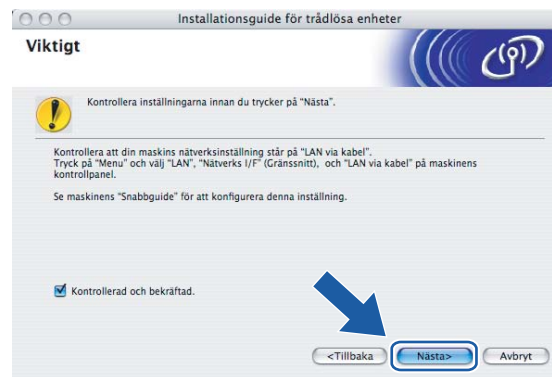 Installationsguide för trådlösa enheter
Viktigt
Kontrollera inställningarna innan du trycker på "Nästa".
Kontrollera att din maskins nätverksinställning står på "LAN via kabel".
Tryck på "Menu" och välj "LAN", "Nätverks I/F" (Gränssnitt), och "LAN via kabel" på maskinens
kontrollpanel.
Se maskinens "Snabbguide" för att konfigurera denna inställning.
Kontrollerad och bekräftad.
<Tillbaka
Nästa>
Avbryt